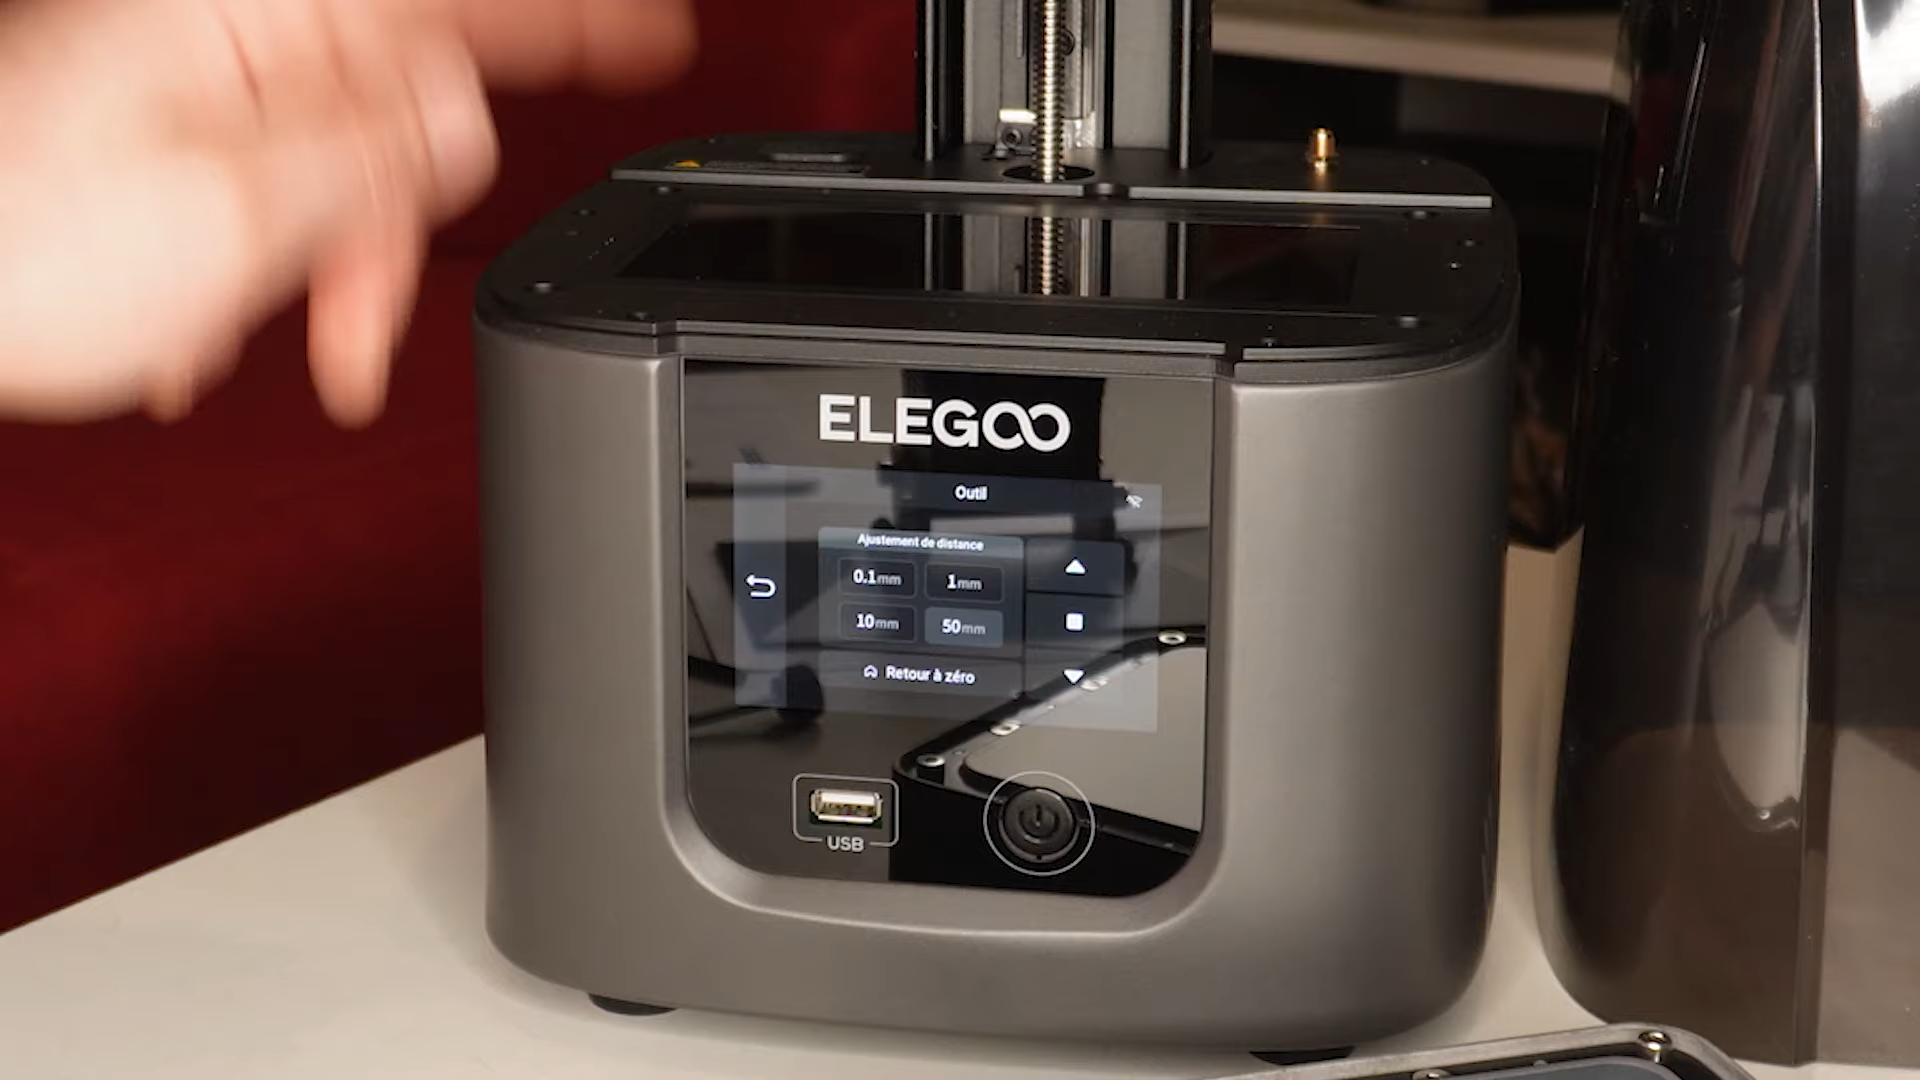 ELEGOO
Outil
Ajustement de distance
0.1mm 1mm
10mm 50mm
Retour à zéro
USB